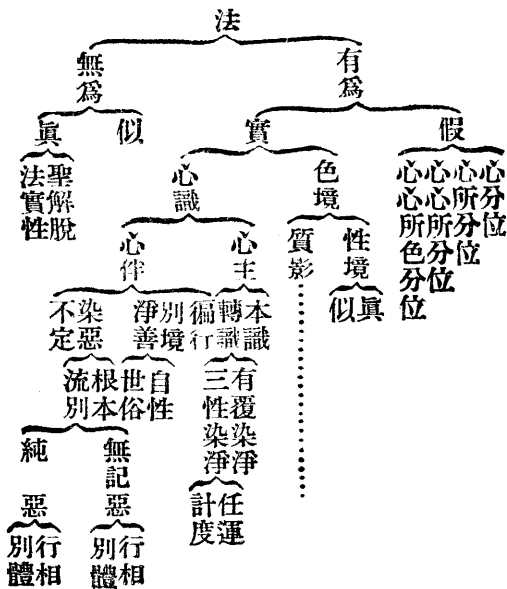 法
有爲
無爲
假
實
似
眞
心分位
心所分位
心心所分位
心心所色分位
色境
心識
聖解脫
法實性
性境
質影
心主
心伴
眞
似
本識
轉識
徧行
別境
淨善
染惡
不定
有覆染淨
三性染淨
自性
世俗
根本
流別
任運
計度
無記惡
純惡
行相
別體
行相
別體